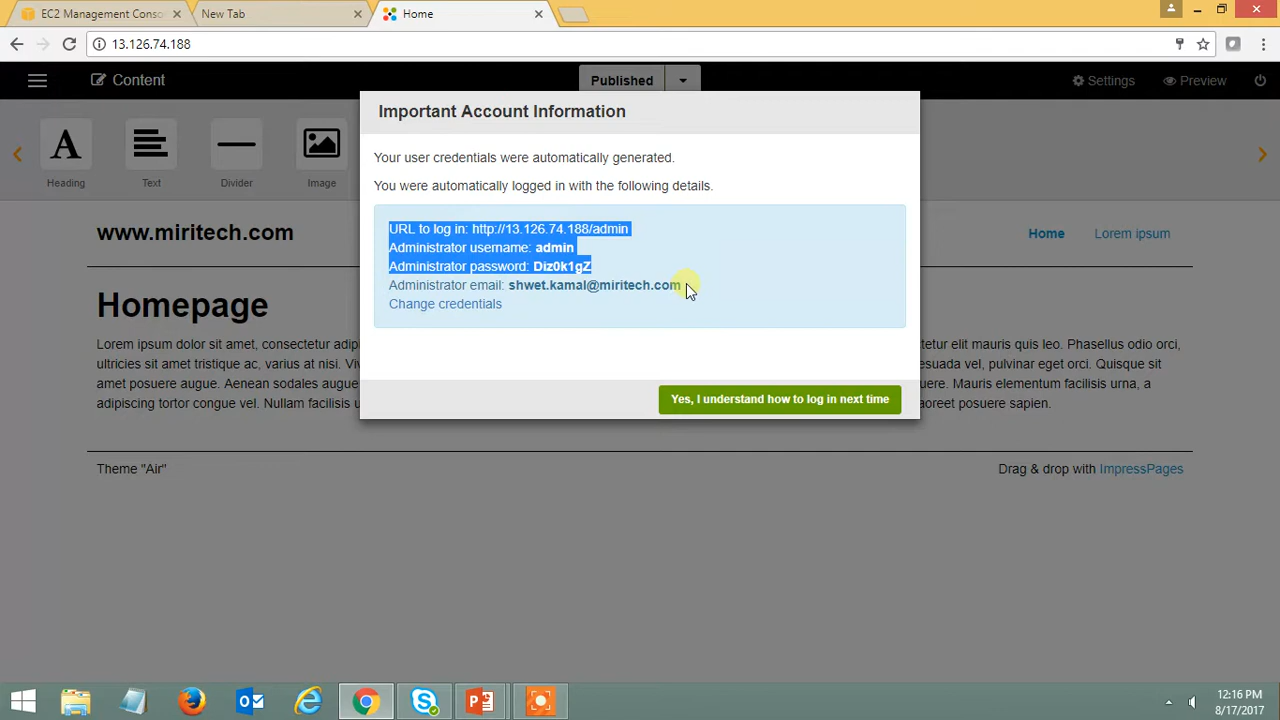 EC2 Management Conso
New Tab
Home
13.126.74.188
Content
Published
Settings
Preview
Important Account Information
Your user credentials were automatically generated.
You were automatically logged in with the following details.
URL to log in: http://13.126.74.188/admin
Administrator username: admin
Administrator password: Diz0k1gZ
Administrator email: shwet.kamal@miritech.com
Change credentials
Yes, I understand how to log in next time
A
Heading
Text
Divider
Image
www.miritech.com
Home
Lorem ipsum
Homepage
Lorem ipsum dolor sit amet, consectetur adipi
ctetur elit mauris quis leo. Phasellus odio orci,
ultricies sit amet tristique ac, varius at nisi. Viv
esuada vel, pulvinar eget orci. Quisque sit
amet posuere augue. Aenean sodales augue
t. Mauris elementum facilisis urna, a
adipiscing tortor congue vel. Nullam facilisis u
aoreet posuere sapien.
Theme "Air"
Drag & drop with ImpressPages
12:16 PM
8/17/2017